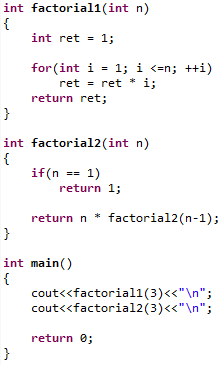 int factorial1(int n)
{
    int ret = 1;

    for(int i = 1; i <=n; ++i)
        ret = ret * i;
    return ret;
}

int factorial2(int n)
{
    if(n == 1)
        return 1;

    return n * factorial2(n-1);
}

int main()
{
    cout<<factorial1(3)<<"\n";
    cout<<factorial2(3)<<"\n";

    return 0;
}